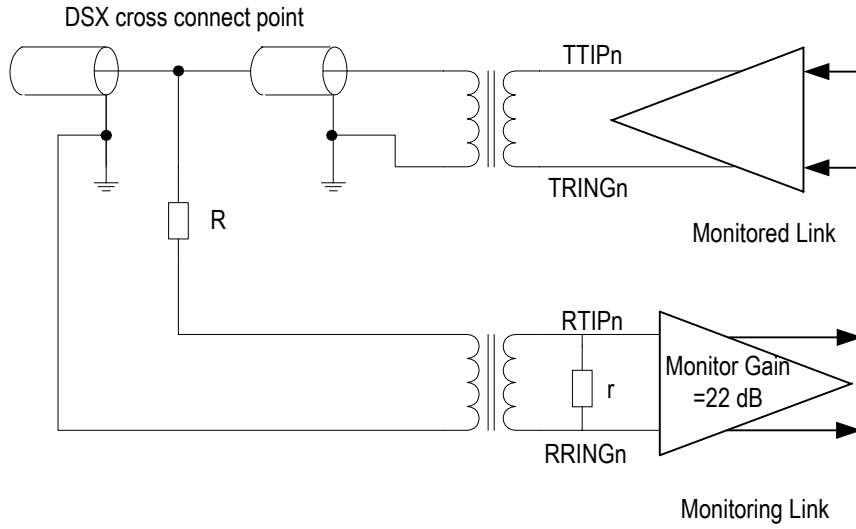 DSX cross connect point
TTIPn
TRINGn
R
Monitored Link
RTIPn
Monitor Gain
=22 dB
r
RRINGn
Monitoring Link